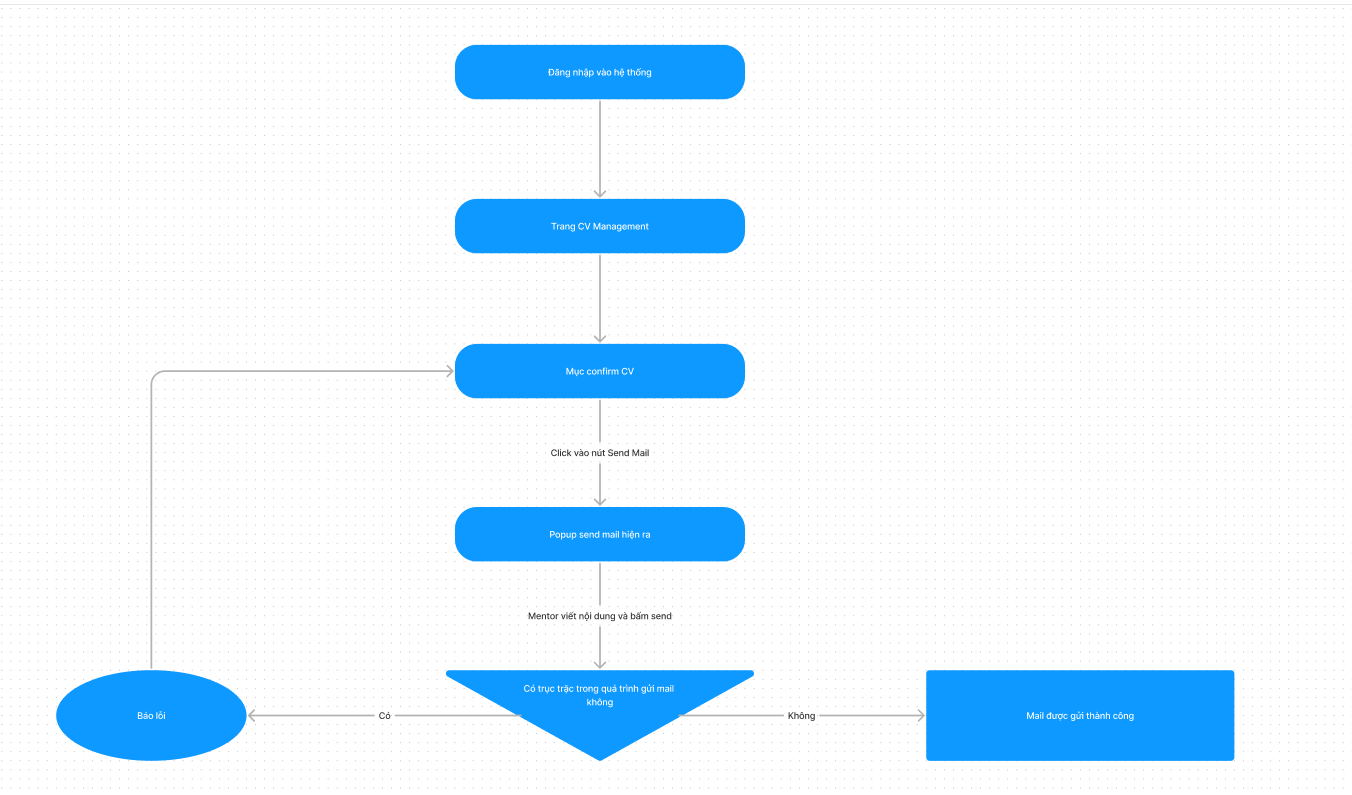 Đăng nhập vào hệ thống
Trang CV Management
Mục confirm CV
Click vào nút Send Mail
Popup send mail hiện ra
Mentor viết nội dung và bấm send
Có trục trặc trong quá trình gửi mail
không
Báo lỗi
Có
Không
Mail được gửi thành công